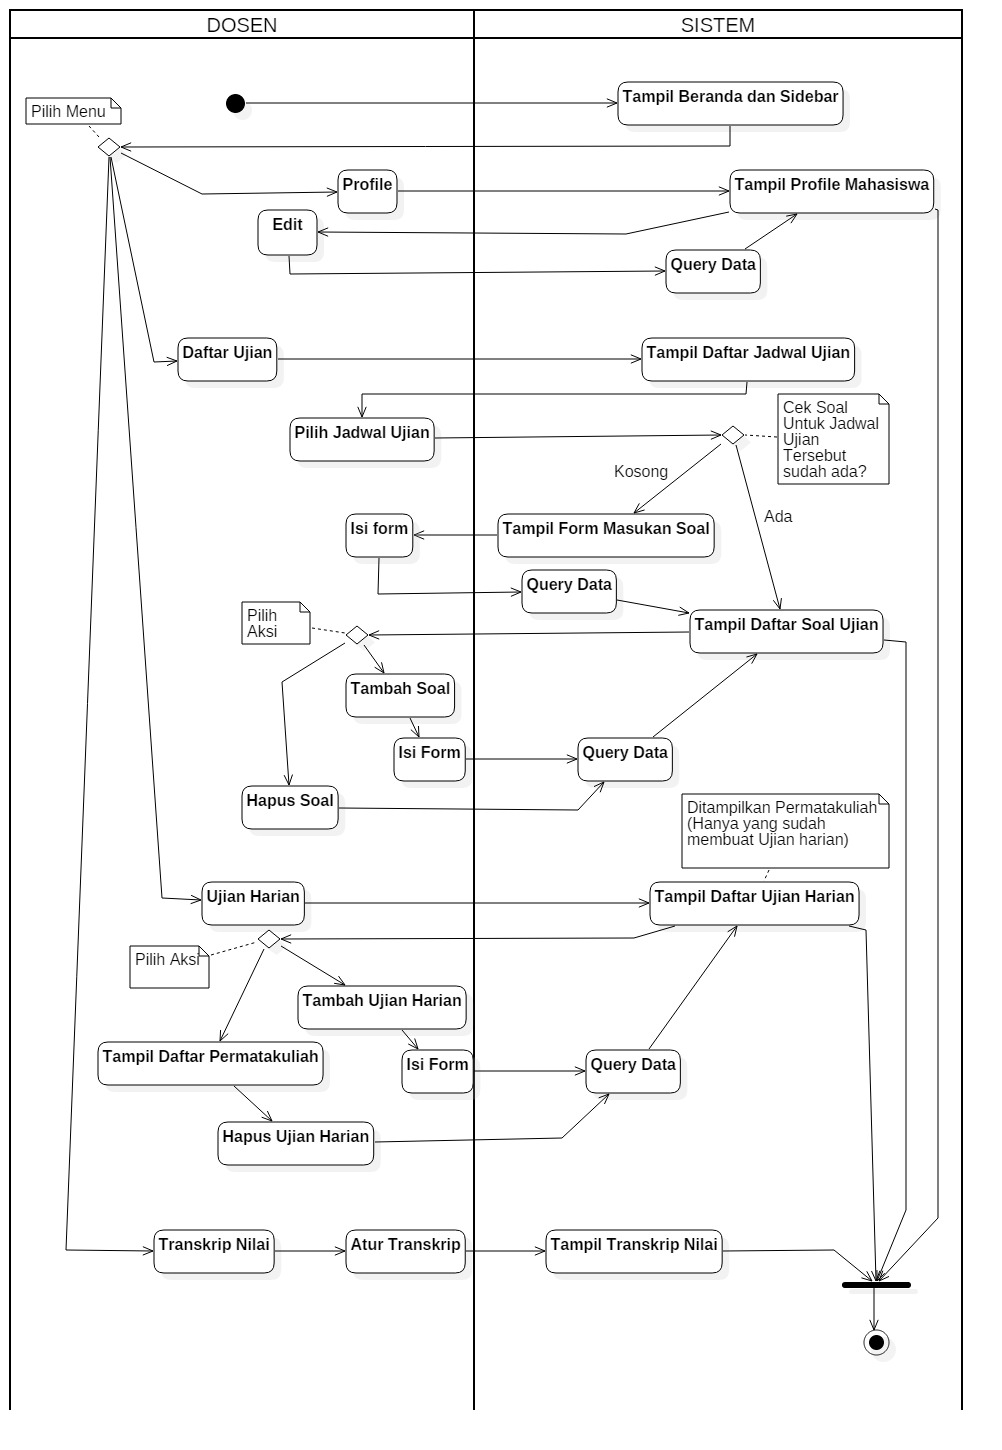 DOSEN
SISTEM
Pilih Menu
Tampil Beranda dan Sidebar
Profile
Tampil Profile Mahasiswa
Edit
Query Data
Daftar Ujian
Tampil Daftar Jadwal Ujian
Pilih Jadwal Ujian
Cek Soal
Untuk Jadwal
Ujian
Tersebut
sudah ada?
Kosong
Ada
Isi form
Tampil Form Masukan Soal
Query Data
Pilih
Aksi
Tampil Daftar Soal Ujian
Tambah Soal
Isi Form
Query Data
Hapus Soal
Ditampilkan Permatakuliah
(Hanya yang sudah
membuat Ujian harian)
Ujian Harian
Tampil Daftar Ujian Harian
Pilih Aksi
Tambah Ujian Harian
Tampil Daftar Permatakuliah
Isi Form
Query Data
Hapus Ujian Harian
Transkrip Nilai
Atur Transkrip
Tampil Transkrip Nilai